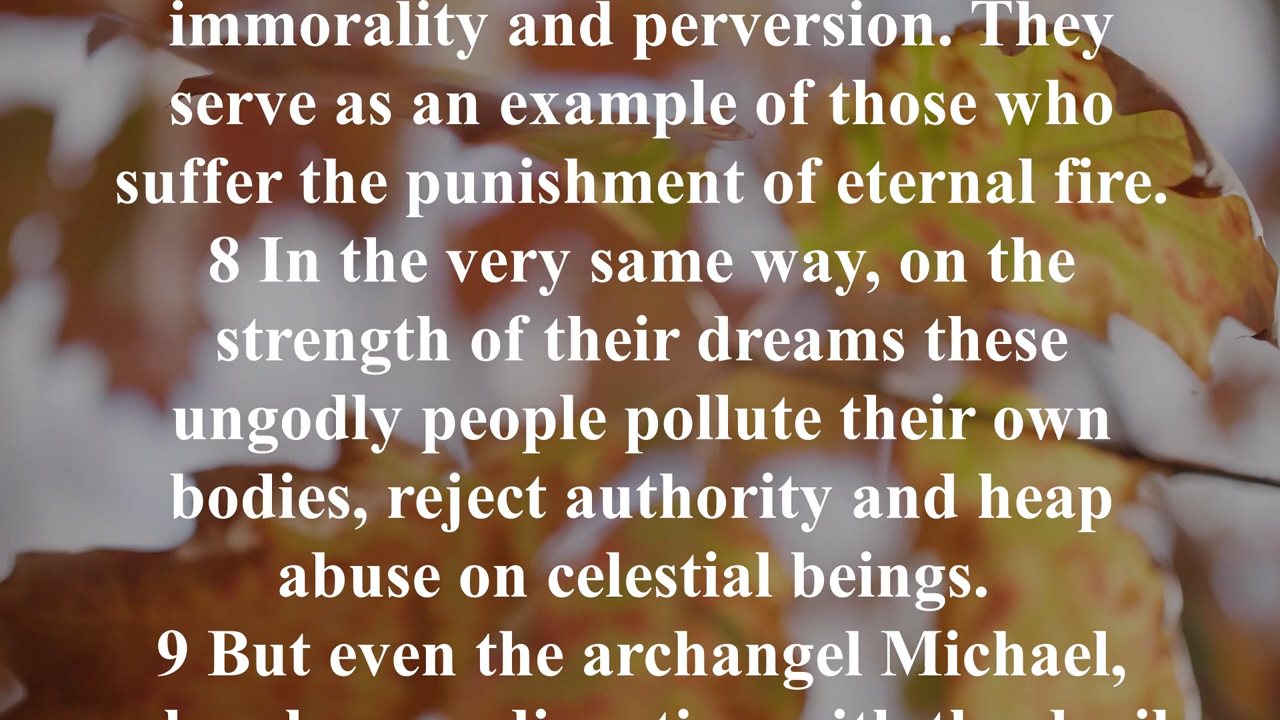 immorality and perversion. They
serve as an example of those who
suffer the punishment of eternal fire.
8 In the very same way, on the
strength of their dreams these
ungodly people pollute their own
bodies, reject authority and heap
abuse on celestial beings.
9 But even the archangel Michael,